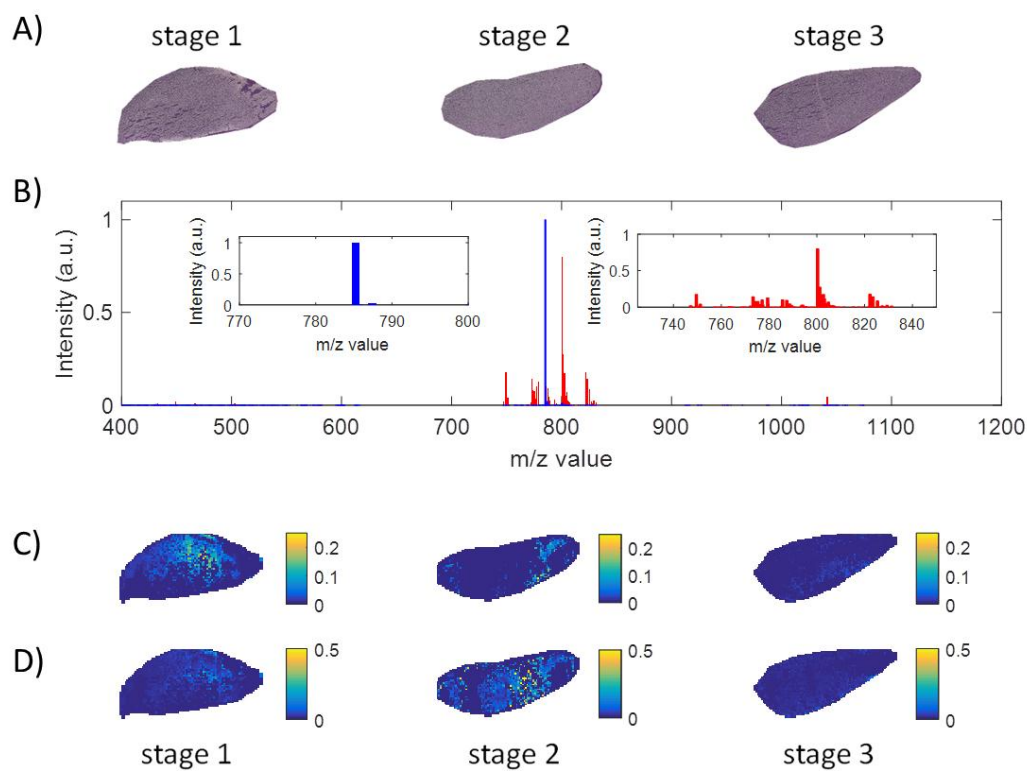 A)
stage 1 stage 2 stage 3
B)
Intensity (a.u.)
1
0.5
0
400 500 600 700 800 900 1000 1100 1200
m/z value
Intensity (a.u.)
1
0.5
0
770 780 790 800
m/z value
Intensity (a.u.)
1
0.5
0
740 760 780 800 820 840
m/z value
C)
0.2
0.1
0
0.2
0.1
0
0.2
0.1
0
D)
0.5
0
0.5
0
0.5
0
stage 1 stage 2 stage 3